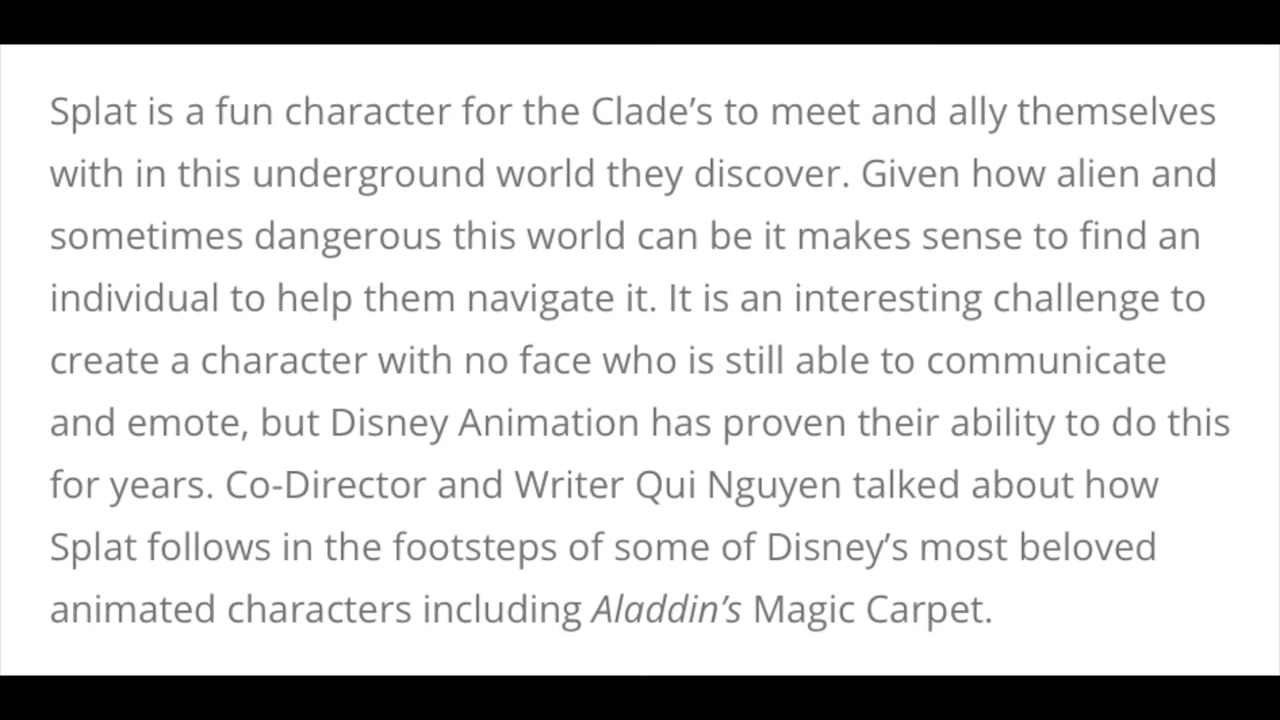 Splat is a fun character for the Clade’s to meet and ally themselves
with in this underground world they discover. Given how alien and
sometimes dangerous this world can be it makes sense to find an
individual to help them navigate it. It is an interesting challenge to
create a character with no face who is still able to communicate
and emote, but Disney Animation has proven their ability to do this
for years. Co-Director and Writer Qui Nguyen talked about how
Splat follows in the footsteps of some of Disney’s most beloved
animated characters including Aladdin’s Magic Carpet.